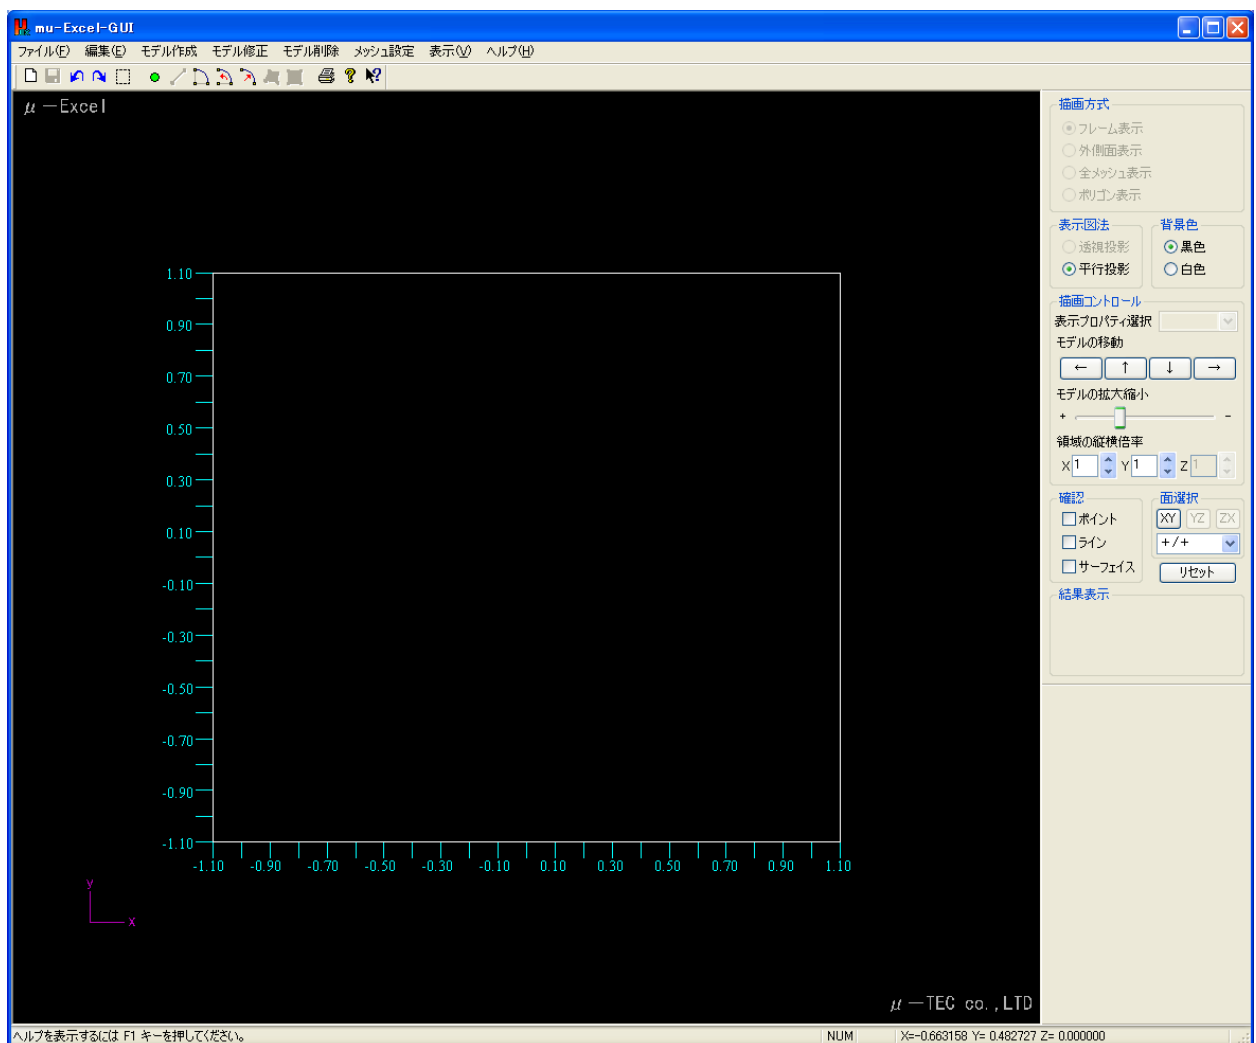 mu-Excel-GUI
ファイル(F) 編集(E) モデル作成 モデル修正 モデル削除 メッシュ設定 表示(V) ヘルプ(H)
μ－Excel
1.10
0.90
0.70
0.50
0.30
0.10
-0.10
-0.30
-0.50
-0.70
-0.90
-1.10
-1.10 -0.90 -0.70 -0.50 -0.30 -0.10 0.10 0.30 0.50 0.70 0.90 1.10
y
x
μ－TEC co.,LTD
描画方式
フレーム表示
外側面表示
全メッシュ表示
ポリゴン表示
表示図法
透視投影
平行投影
背景色
黒色
白色
描画コントロール
表示プロパティ選択
モデルの移動
← ↑ ↓ →
モデルの拡大縮小
+ -
領域の縦横倍率
X 1 Y 1 Z 1
確認
ポイント
ライン
サーフェイス
面選択
XY YZ ZX
+/+
リセット
結果表示
ヘルプを表示するには F1 キーを押してください。 NUM X=-0.663158 Y= 0.482727 Z= 0.000000